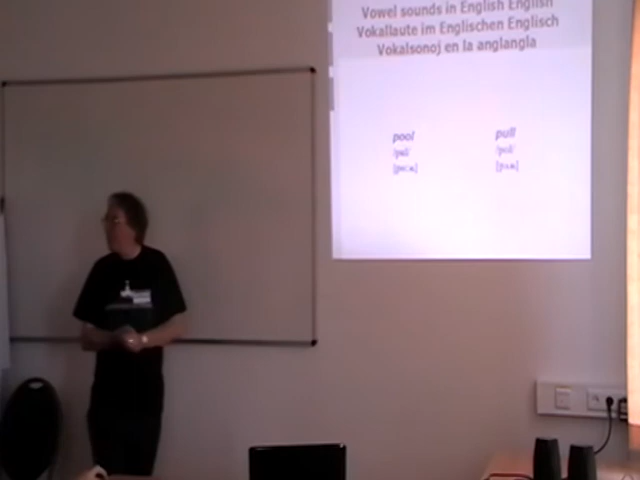 Vowel sounds in English English
Vokallaute im Englischen Englisch
Vokalsonoj en la anglangla
pool pull